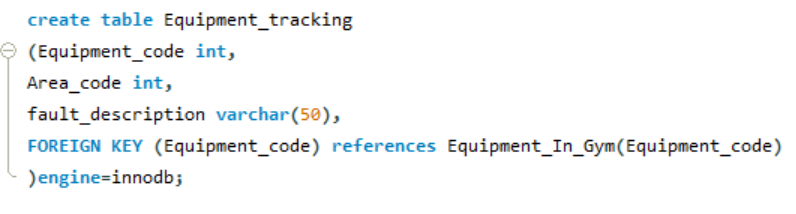 create table Equipment_tracking
(Equipment_code int,
Area_code int,
fault_description varchar(50),
FOREIGN KEY (Equipment_code) references Equipment_In_Gym(Equipment_code)
)engine=innodb;